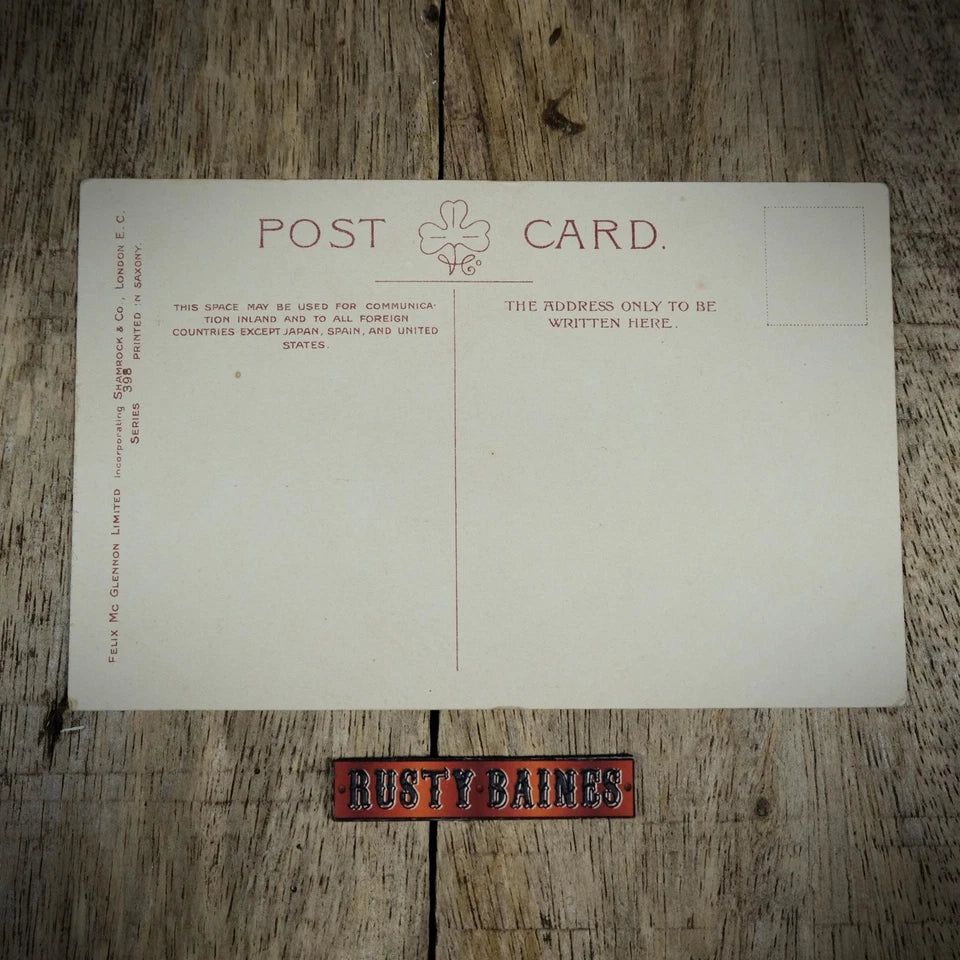 POST CARD.
THIS SPACE MAY BE USED FOR COMMUNICA-
TION INLAND AND TO ALL FOREIGN
COUNTRIES EXCEPT JAPAN, SPAIN, AND UNITED
STATES.
THE ADDRESS ONLY TO BE
WRITTEN HERE.
FELIX MC GLENNON LIMITED incorporating SHAMROCK & CO., LONDON E. C.
SERIES 398 PRINTED IN SAXONY.
RUSTY BAINES